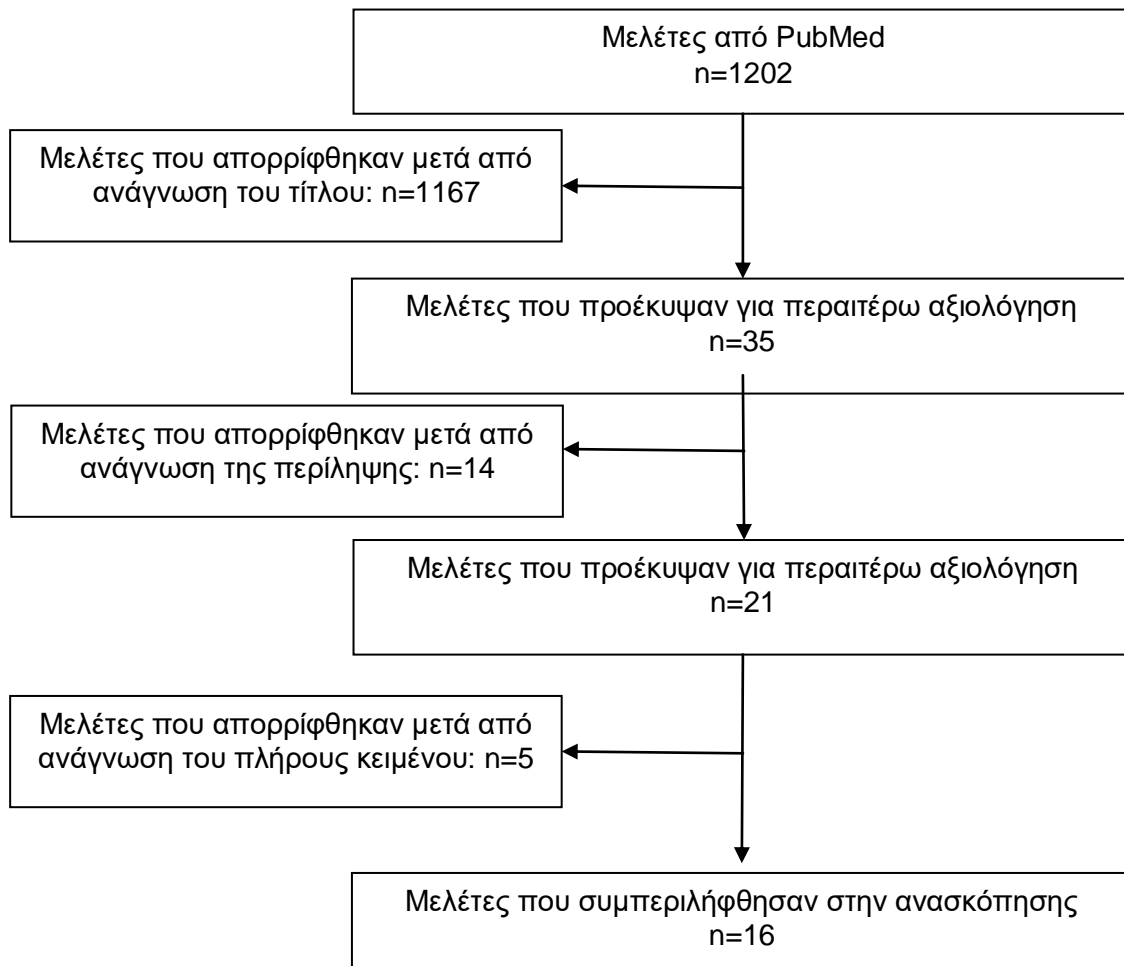 Μελέτες από PubMed
n=1202
Μελέτες που απορρίφθηκαν μετά από
ανάγνωση του τίτλου: n=1167
Μελέτες που προέκυψαν για περαιτέρω αξιολόγηση
n=35
Μελέτες που απορρίφθηκαν μετά από
ανάγνωση της περίληψης: n=14
Μελέτες που προέκυψαν για περαιτέρω αξιολόγηση
n=21
Μελέτες που απορρίφθηκαν μετά από
ανάγνωση του πλήρους κειμένου: n=5
Μελέτες που συμπεριλήφθησαν στην ανασκόπησης
n=16